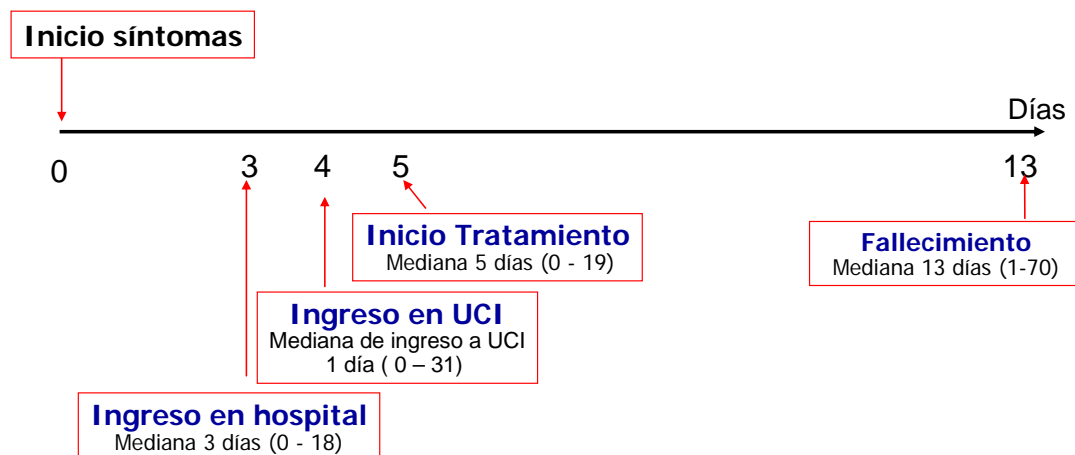 Inicio síntomas
Días
0
3
4
5
13
Inicio Tratamiento
Mediana 5 días (0 - 19)
Fallecimiento
Mediana 13 días (1-70)
Ingreso en UCI
Mediana de ingreso a UCI
1 día ( 0 – 31)
Ingreso en hospital
Mediana 3 días (0 - 18)